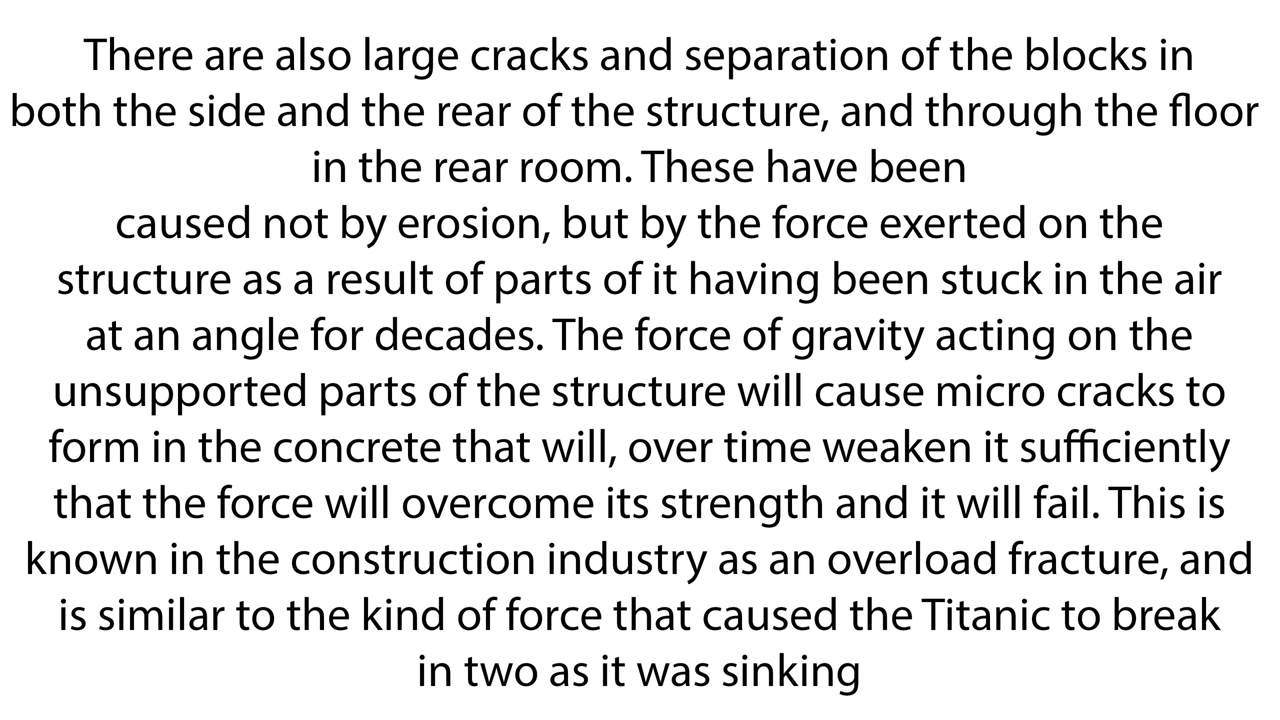 There are also large cracks and separation of the blocks in
both the side and the rear of the structure, and through the floor
in the rear room. These have been
caused not by erosion, but by the force exerted on the
structure as a result of parts of it having been stuck in the air
at an angle for decades. The force of gravity acting on the
unsupported parts of the structure will cause micro cracks to
form in the concrete that will, over time weaken it sufficiently
that the force will overcome its strength and it will fail. This is
known in the construction industry as an overload fracture, and
is similar to the kind of force that caused the Titanic to break
in two as it was sinking